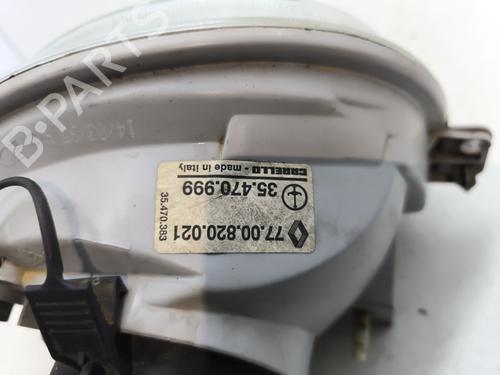 77.00.820.021
35.470.999
CARELLO - made in italy
35.470.383
B-PARTS